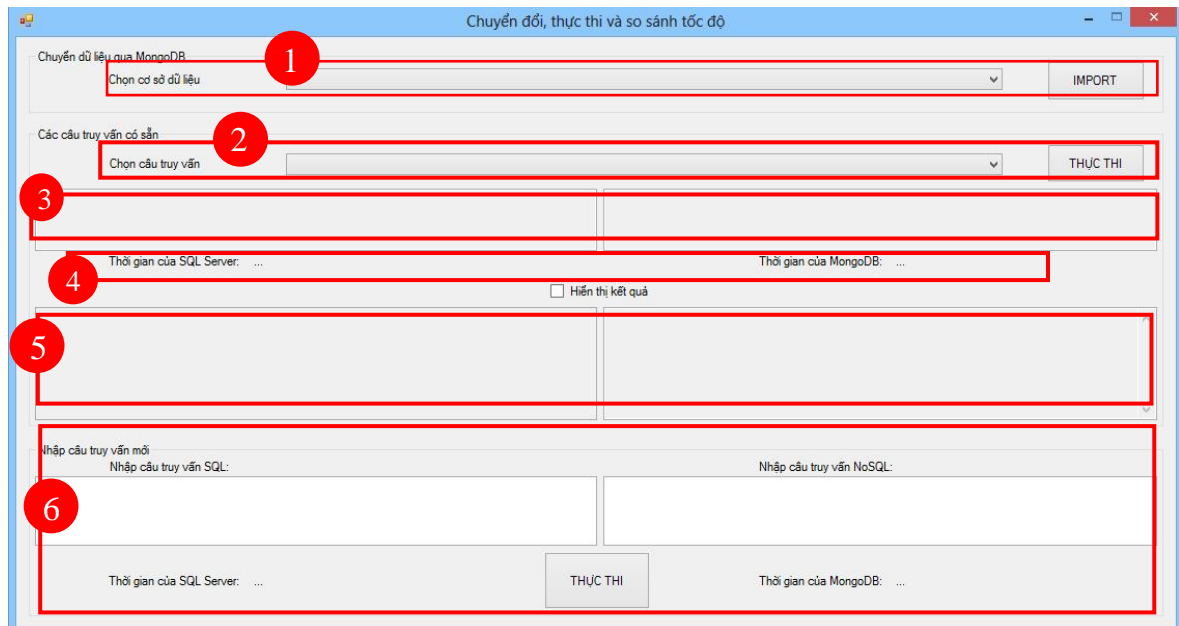 Chuyển đổi, thực thi và so sánh tốc độ
Chuyển dữ liệu qua MongoDB
1
Chọn cơ sở dữ liệu
IMPORT
Các câu truy vấn có sẵn
2
Chọn câu truy vấn
THỰC THI
3
Thời gian của SQL Server: ...
Thời gian của MongoDB: ...
4
Hiển thị kết quả
5
Nhập câu truy vấn mới
Nhập câu truy vấn SQL:
Nhập câu truy vấn NoSQL:
6
Thời gian của SQL Server: ...
THỰC THI
Thời gian của MongoDB: ...